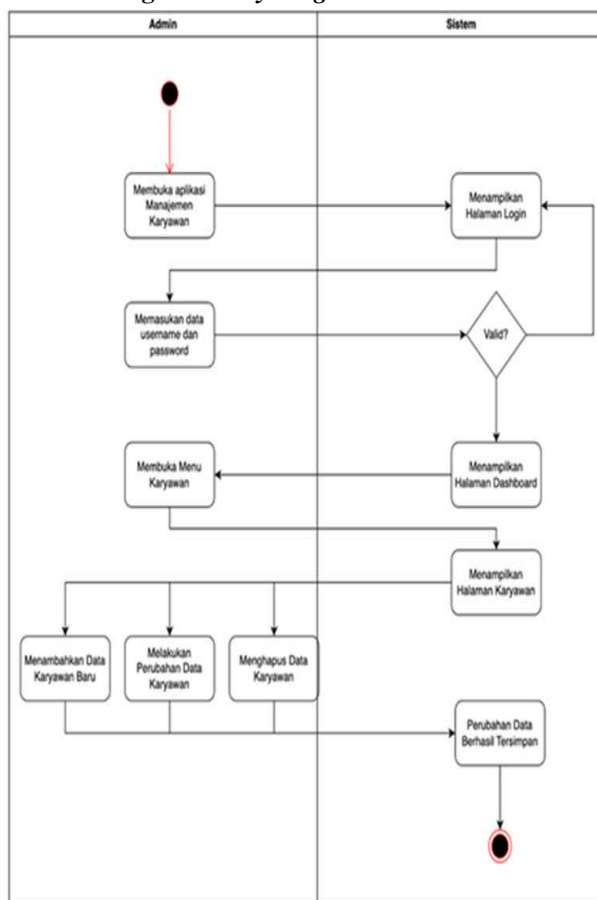 Admin
Sistem
Membuka aplikasi
Manajemen
Karyawan
Menampilkan
Halaman Login
Memasukan data
username dan
password
Valid?
Membuka Menu
Karyawan
Menampilkan
Halaman Dashboard
Menampilkan
Halaman Karyawan
Menambahkan Data
Karyawan Baru
Melakukan
Perubahan Data
Karyawan
Menghapus Data
Karyawan
Perubahan Data
Berhasil Tersimpan